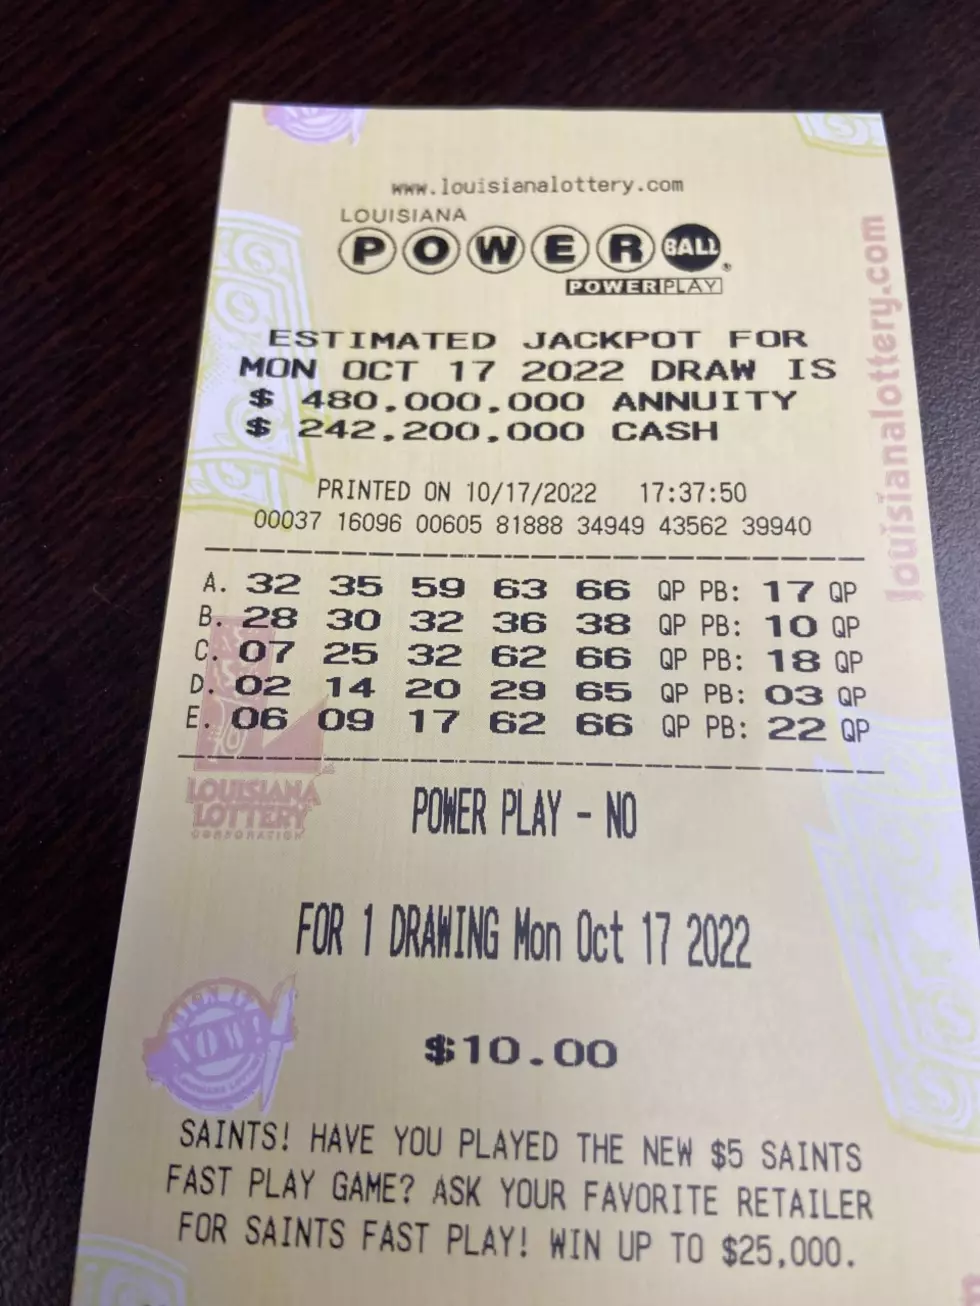 www.louisianalottery.com
LOUISIANA
POWERBALL
POWERPLAY
ESTIMATED JACKPOT FOR
MON OCT 17 2022 DRAW IS
$ 480,000,000 ANNUITY
$ 242,200,000 CASH
PRINTED ON 10/17/2022 17:37:50
00037 16096 00605 81888 34949 43562 39940
A. 32 35 59 63 66 QP PB: 17 QP
B. 28 30 32 36 38 QP PB: 10 QP
C. 07 25 32 62 66 QP PB: 18 QP
D. 02 14 20 29 65 QP PB: 03 QP
E. 06 09 17 62 66 QP PB: 22 QP
LOUISIANA
LOTTERY
CORPORATION
POWER PLAY - NO
FOR 1 DRAWING Mon Oct 17 2022
SIGN IT
NOW!
$10.00
SAINTS! HAVE YOU PLAYED THE NEW $5 SAINTS
FAST PLAY GAME? ASK YOUR FAVORITE RETAILER
FOR SAINTS FAST PLAY! WIN UP TO $25,000.
louisianalottery.com